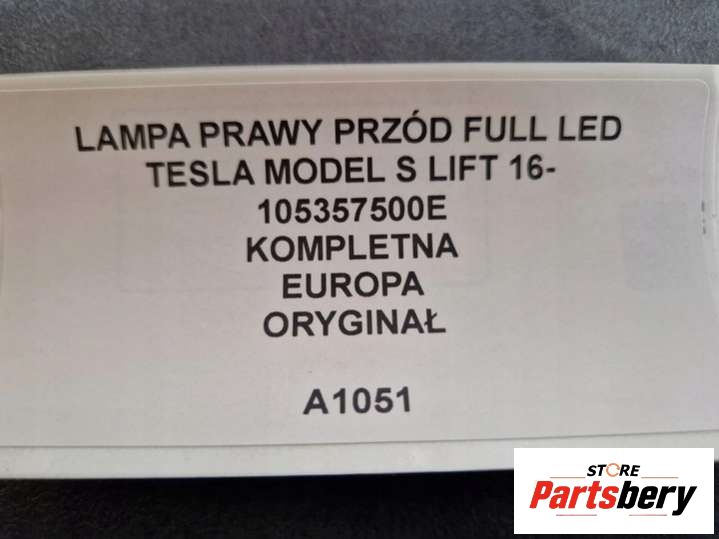 LAMPA PRAWY PRZÓD FULL LED
TESLA MODEL S LIFT 16-
105357500E
KOMPLETNA
EUROPA
ORYGINAŁ
A1051
STORE
Partsbery